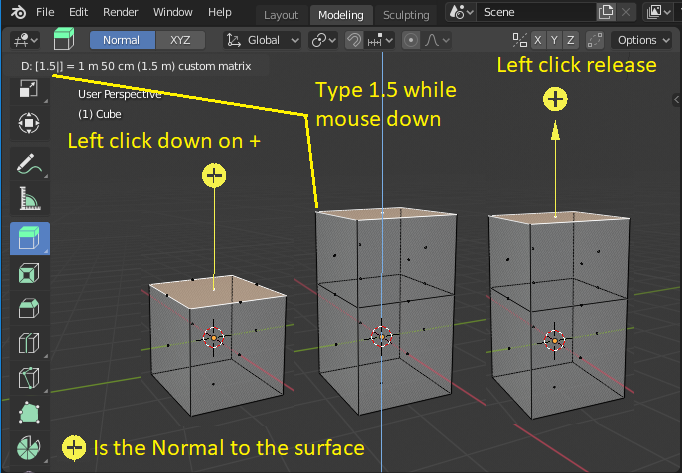 File Edit Render Window Help Layout Modeling Sculpting Scene
Normal XYZ Global X Y Z Options
D: [1.5|] = 1 m 50 cm (1.5 m) custom matrix
User Perspective
(1) Cube
Left click down on +
Type 1.5 while
mouse down
Left click release
Is the Normal to the surface